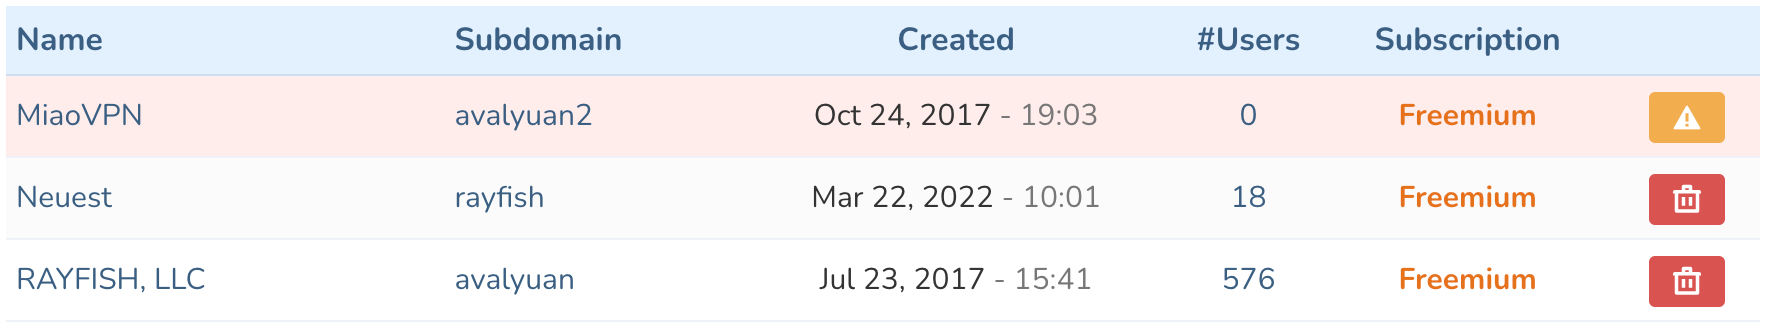 Name Subdomain Created #Users Subscription
MiaoVPN avalyuan2 Oct 24, 2017 - 19:03 0 Freemium
Neuest rayfish Mar 22, 2022 - 10:01 18 Freemium
RAYFISH, LLC avalyuan Jul 23, 2017 - 15:41 576 Freemium